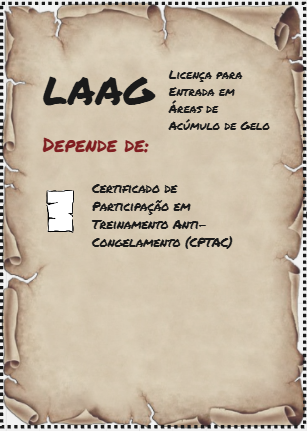 LAAG
Licença para
Entrada em
Áreas de
Acúmulo de Gelo
Depende de:
Certificado de
Participação em
Treinamento Anti-
Congelamento (CPTAC)